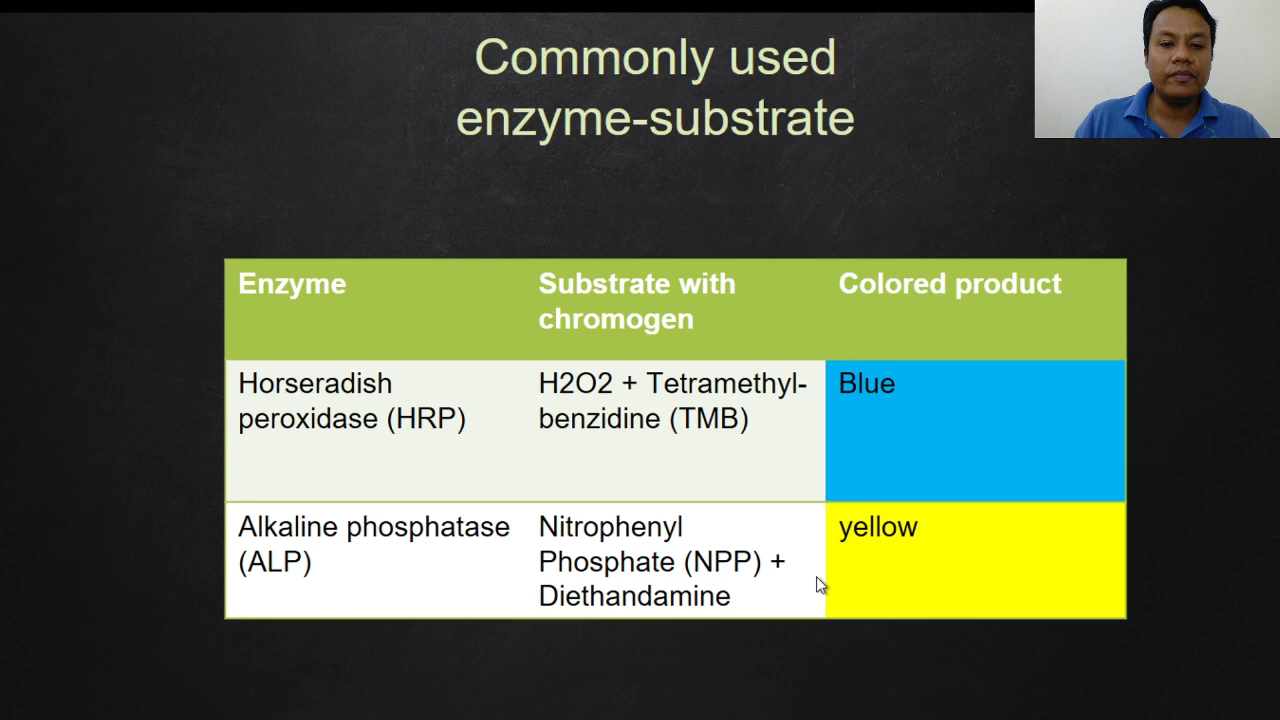 Commonly used
enzyme-substrate
Enzyme
Substrate with
chromogen
Colored product
Horseradish
peroxidase (HRP)
H2O2 + Tetramethyl-
benzidine (TMB)
Blue
Alkaline phosphatase
(ALP)
Nitrophenyl
Phosphate (NPP) +
Diethandamine
yellow